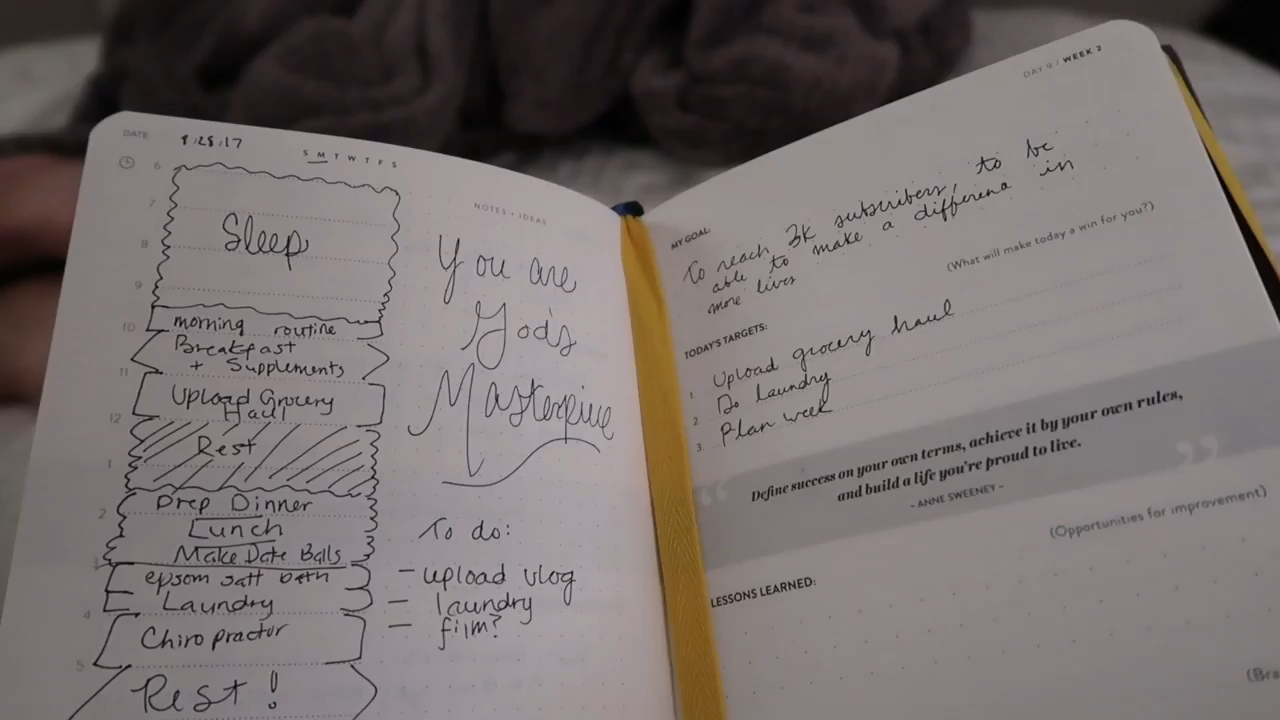 DATE: 8.28.17
S M T W T F S
6
7
Sleep
8
9
10
morning routine
Breakfast
+ Supplements
11
Upload Grocery
Haul
12
Rest
1
Prep Dinner
2
Lunch
Make Date Balls
3
epsom salt bath
Laundry
4
Chiropractor
5
Rest!
NOTES + IDEAS
You are
God's
Masterpiece
To do:
- upload vlog
- laundry
- film?
DAY 9 / WEEK 2
MY GOAL:
To reach 3k subscribers, to be
able to make a difference in
more lives
(What will make today a win for you?)
TODAY'S TARGETS:
1. Upload grocery haul
2. Do laundry
3. Plan week
Define success on your own terms, achieve it by your own rules,
and build a life you're proud to live.
- ANNE SWEENEY -
(Opportunities for improvement)
LESSONS LEARNED: